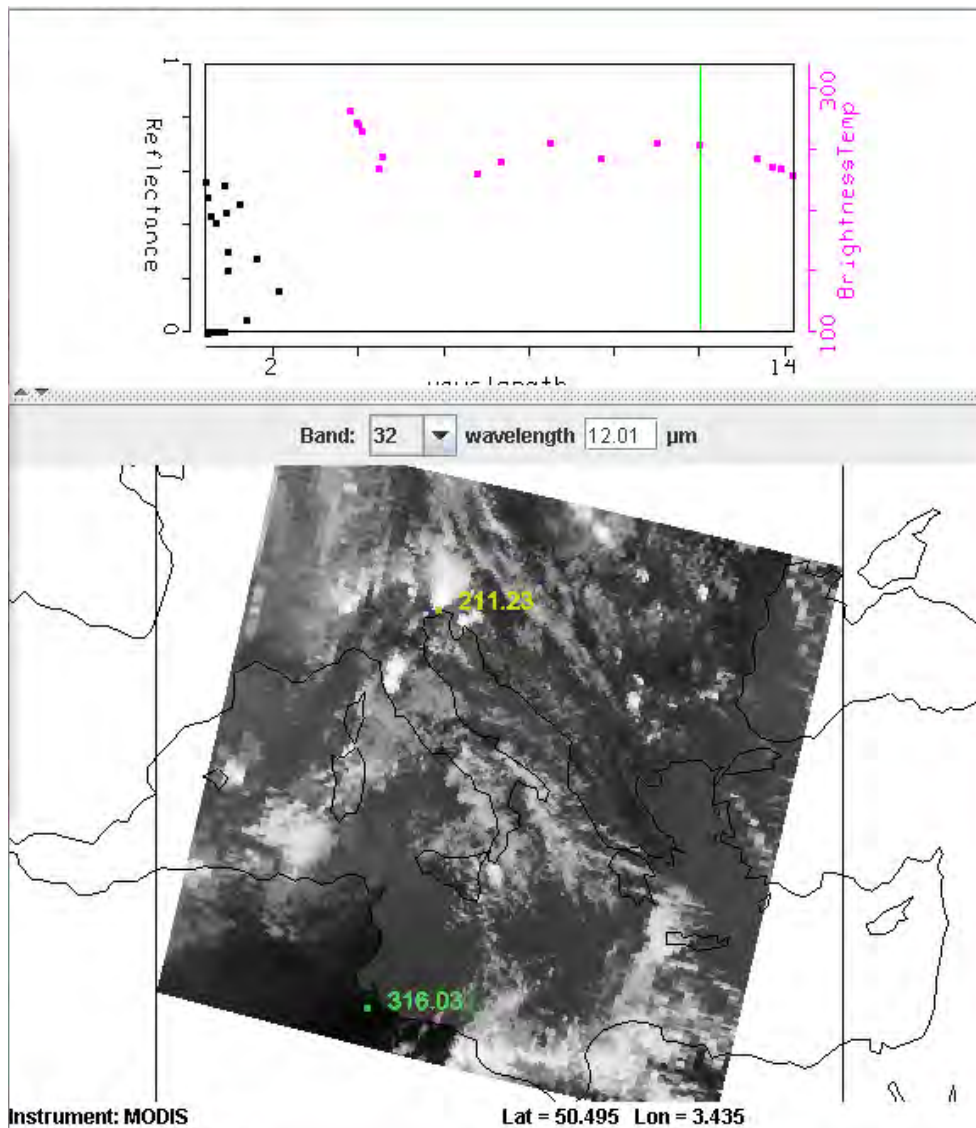 1
Reflectance
0
300
BrightnessTemp
100
2
14
wavelength
Band: 32 wavelength 12.01 µm
211.23
316.03
Instrument: MODIS Lat = 50.495 Lon = 3.435